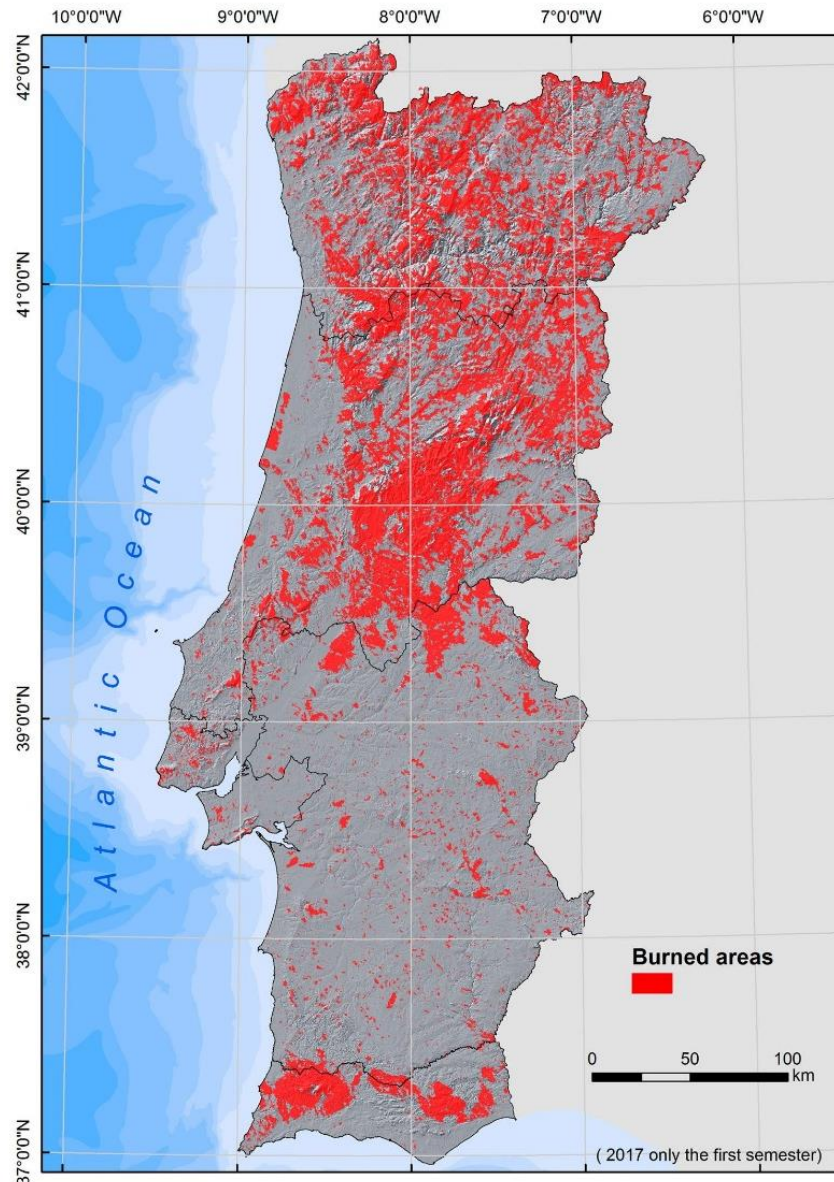 10°0'0"W 9°0'0"W 8°0'0"W 7°0'0"W 6°0'0"W
42°0'0"N
41°0'0"N
40°0'0"N
39°0'0"N
38°0'0"N
37°0'0"N
Atlantic Ocean
Burned areas
0 50 100
km
( 2017 only the first semester)